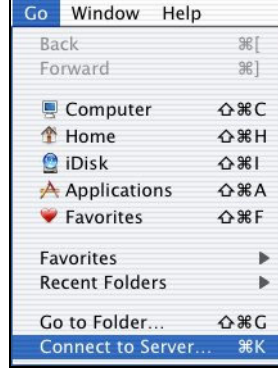 Go Window Help
Back ⌘[
Forward ⌘]
Computer ⇧⌘C
Home ⇧⌘H
iDisk ⇧⌘I
Applications ⇧⌘A
Favorites ⇧⌘F
Favorites ▶
Recent Folders ▶
Go to Folder... ⇧⌘G
Connect to Server... ⌘K